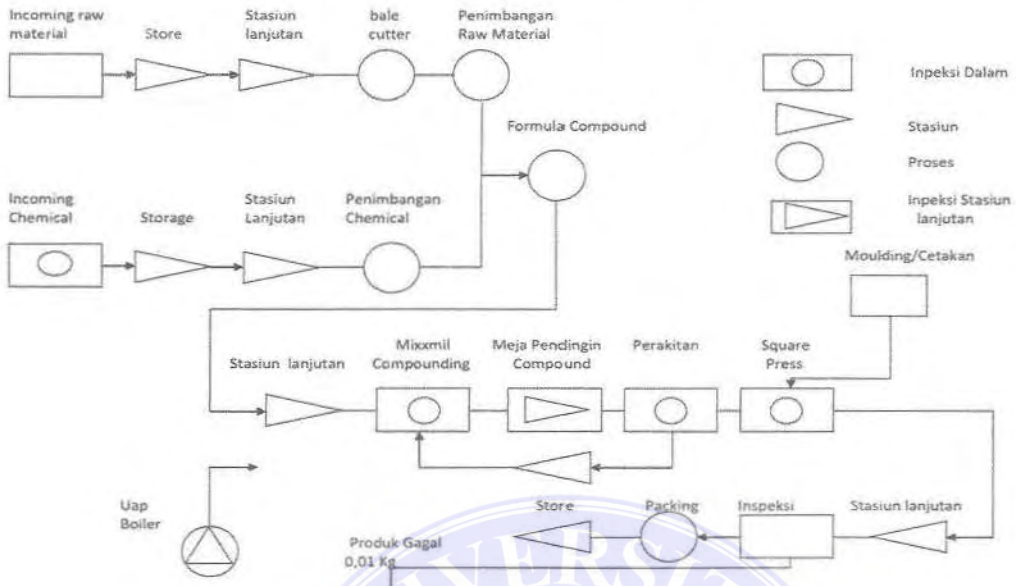 Incoming raw
material
Store
Stasiun
lanjutan
bale
cutter
Penimbangan
Raw Material
Inpeksi Dalam
Formula Compound
Stasiun
Proses
Incoming
Chemical
Storage
Stasiun
Lanjutan
Penimbangan
Chemical
Inpeksi Stasiun
lanjutan
Moulding/Cetakan
Stasiun lanjutan
Mixxmil
Compounding
Meja Pendingin
Compound
Perakitan
Square
Press
Uap
Boiler
Store
Packing
Inspeksi
Stasiun lanjutan
Produk Gagal
0,01 Kg